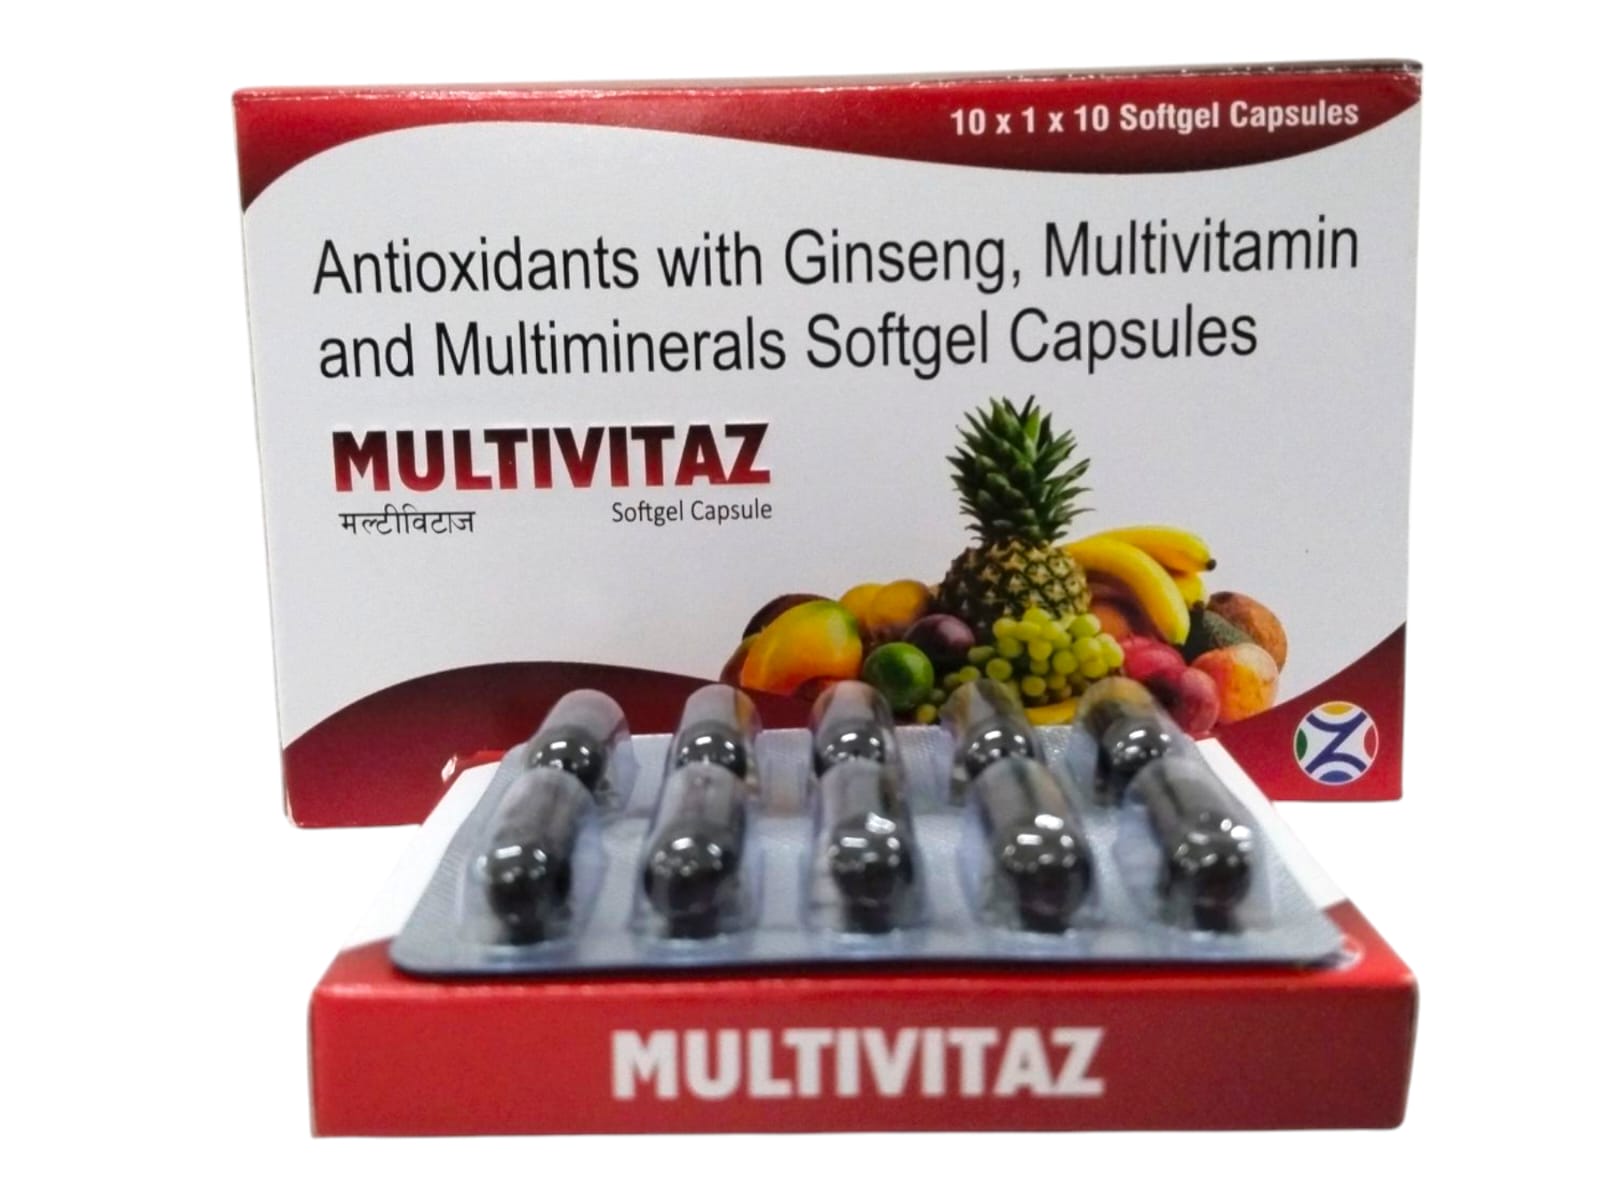 10 x 1 x 10 Softgel Capsules
Antioxidants with Ginseng, Multivitamin
and Multiminerals Softgel Capsules
MULTIVITAZ
मल्टीविटाज Softgel Capsule
MULTIVITAZ